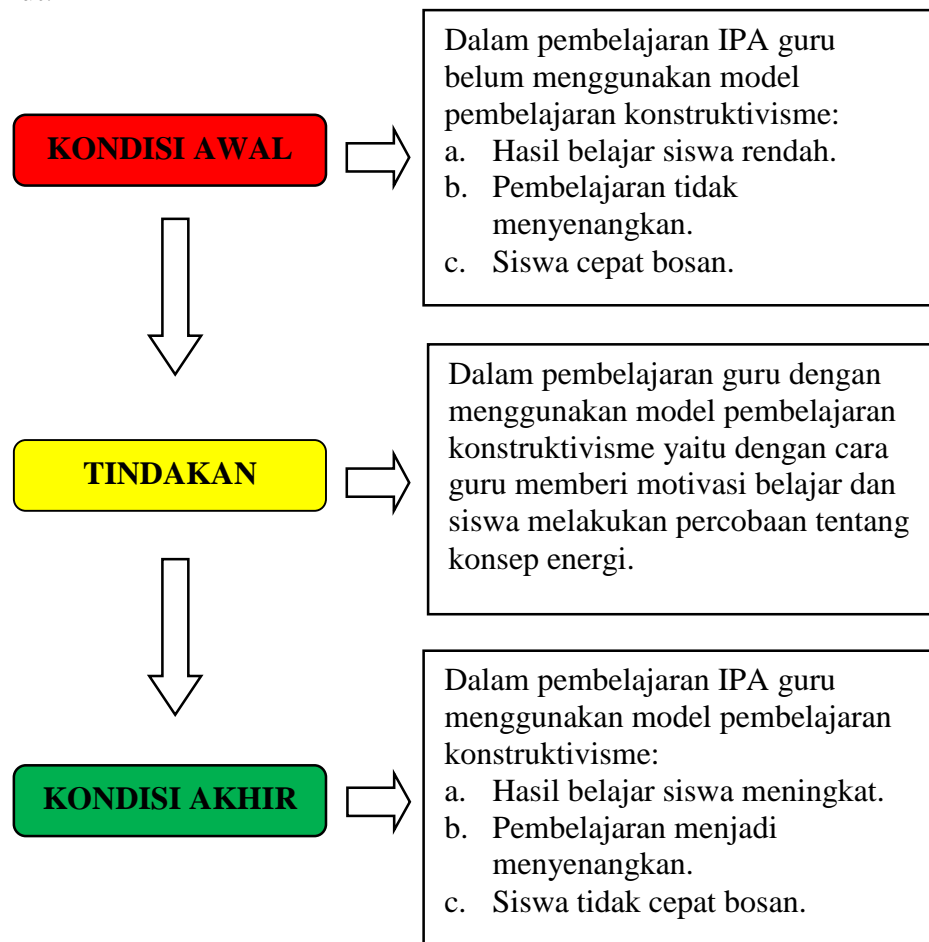 Dalam pembelajaran IPA guru
belum menggunakan model
pembelajaran konstruktivisme:
a. Hasil belajar siswa rendah.
b. Pembelajaran tidak
menyenangkan.
c. Siswa cepat bosan.
KONDISI AWAL
Dalam pembelajaran guru dengan
menggunakan model pembelajaran
konstruktivisme yaitu dengan cara
guru memberi motivasi belajar dan
siswa melakukan percobaan tentang
konsep energi.
TINDAKAN
Dalam pembelajaran IPA guru
menggunakan model pembelajaran
konstruktivisme:
a. Hasil belajar siswa meningkat.
b. Pembelajaran menjadi
menyenangkan.
c. Siswa tidak cepat bosan.
KONDISI AKHIR